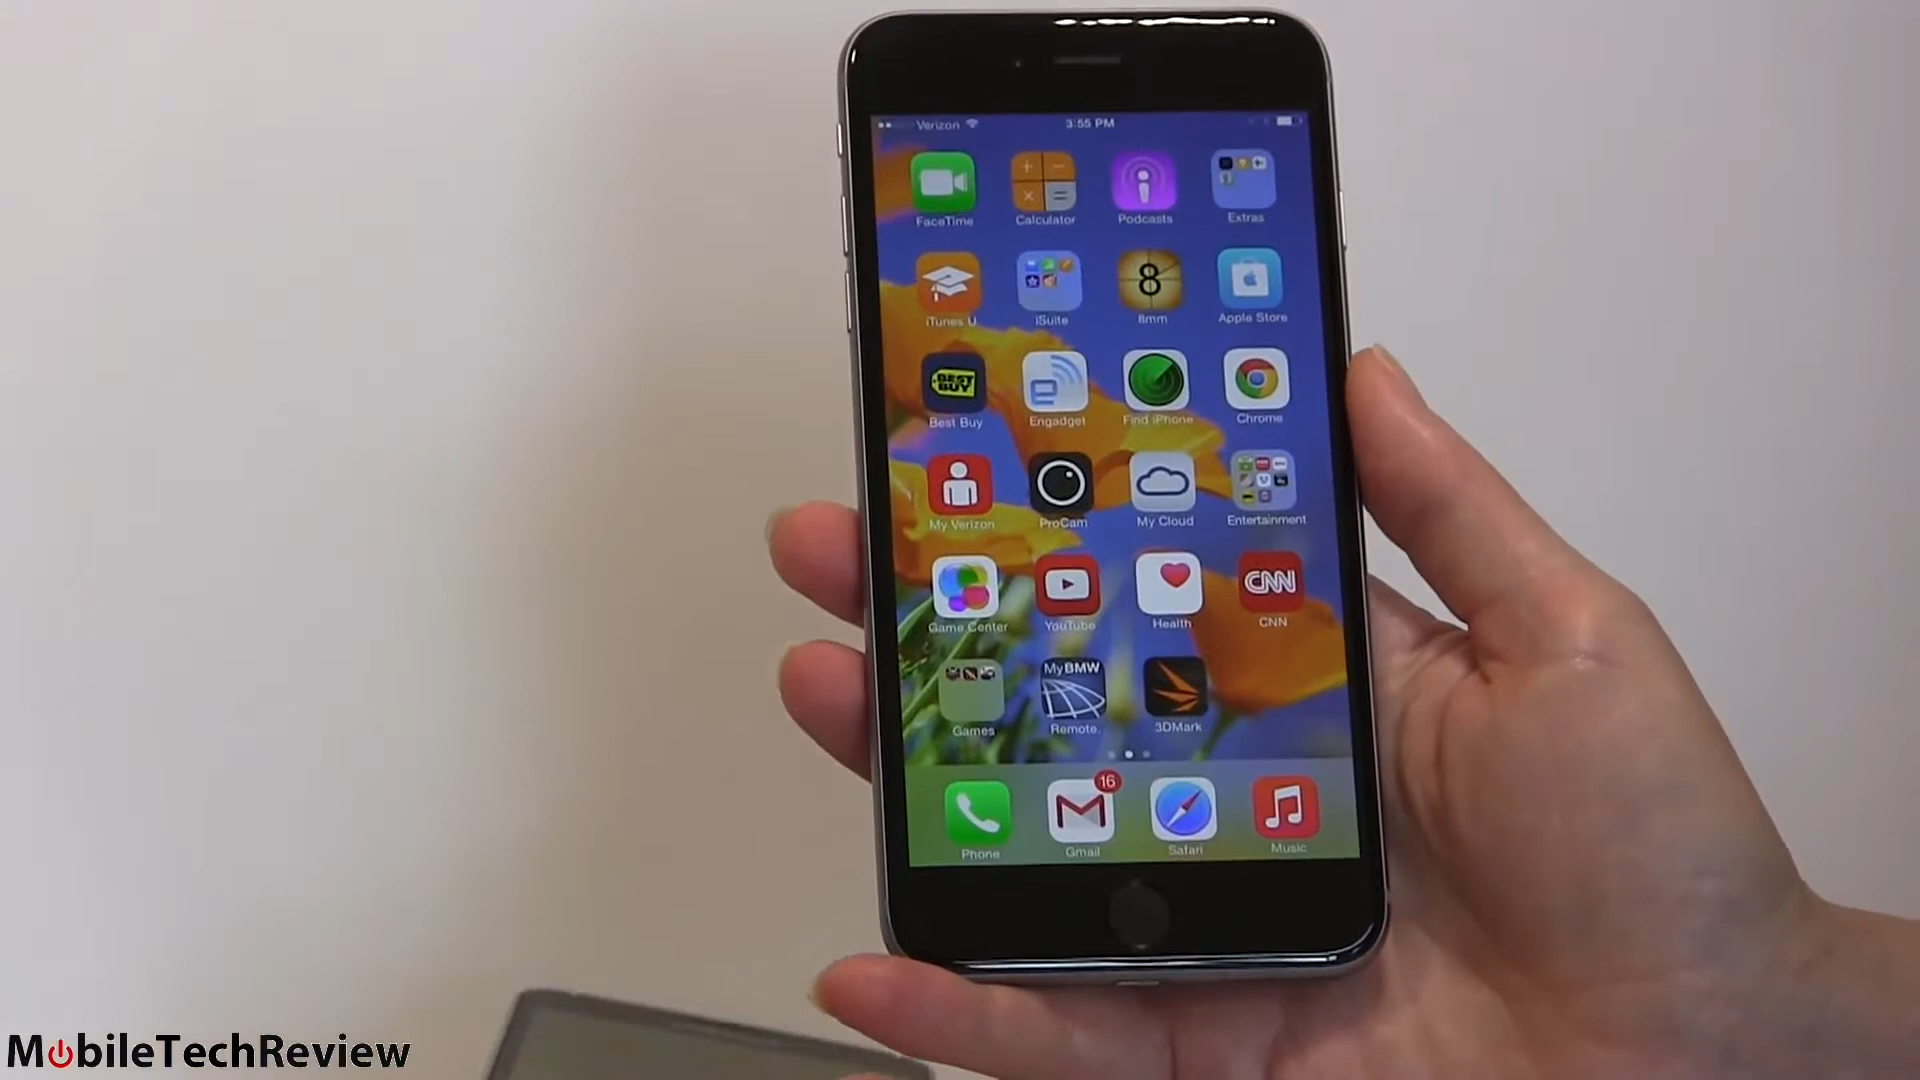 Verizon 3:55 PM
FaceTime Calculator Podcasts Extras
iTunes U iSuite 8 8mm Apple Store
BEST BUY
Best Buy Engadget Find iPhone Chrome
My Verizon ProCam My Cloud Entertainment
CNN
Game Center YouTube Health CNN
MyBMW
Games Remote. 3DMark
16
Phone Gmail Safari Music
MobileTechReview